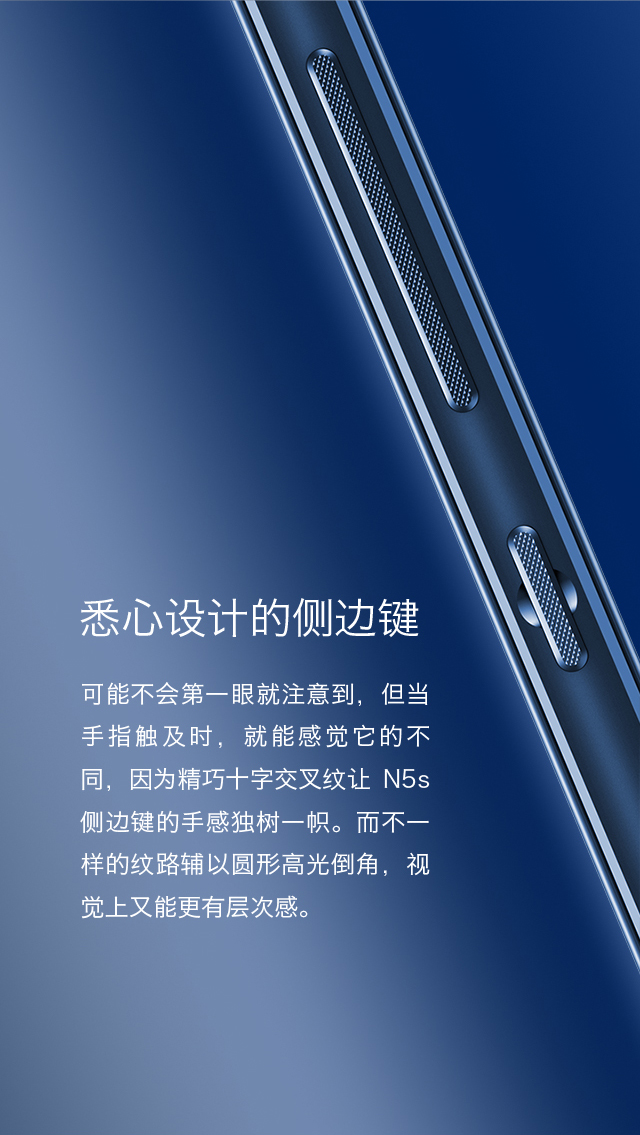 悉心设计的侧边键
可能不会第一眼就注意到，但当
手指触及时，就能感觉它的不
同，因为精巧十字交叉纹让 N5s
侧边键的手感独树一帜。而不一
样的纹路辅以圆形高光倒角，视
觉上又能更有层次感。